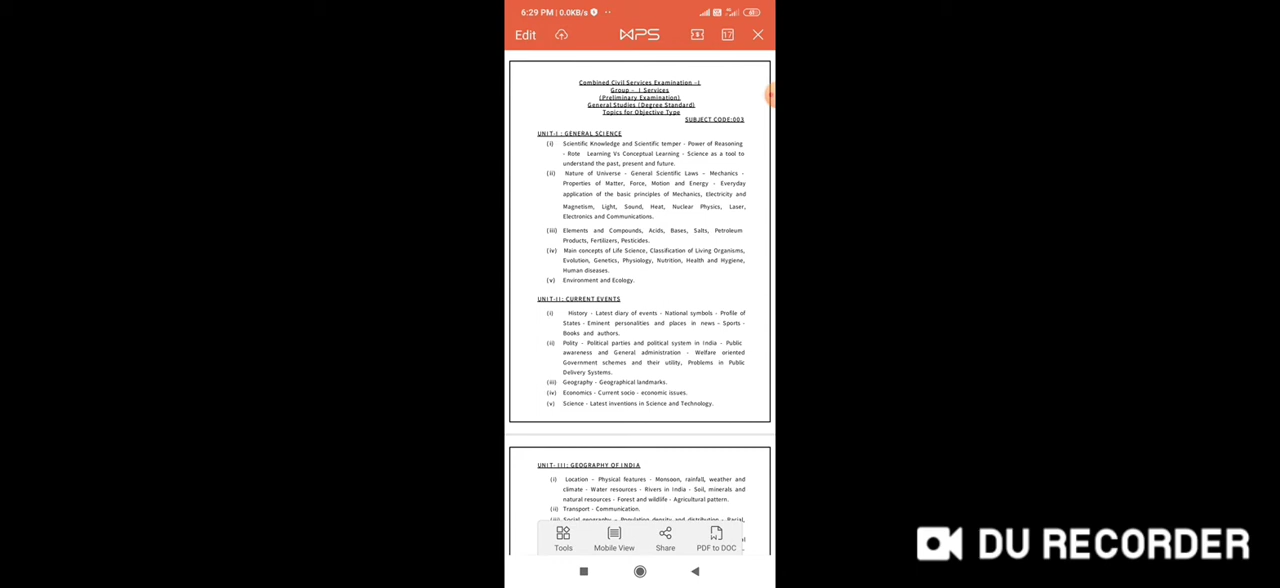 6:29 PM | 0.0KB/s
Edit
WPS
17
Combined Civil Services Examination -I
Group - I Services
(Preliminary Examination)
General Studies (Degree Standard)
Topics for Objective Type
SUBJECT CODE:003
UNIT-I : GENERAL SCIENCE
(i) Scientific Knowledge and Scientific temper - Power of Reasoning
- Rote Learning Vs Conceptual Learning - Science as a tool to
understand the past, present and future.
(ii) Nature of Universe - General Scientific Laws – Mechanics -
Properties of Matter, Force, Motion and Energy - Everyday
application of the basic principles of Mechanics, Electricity and
Magnetism, Light, Sound, Heat, Nuclear Physics, Laser,
Electronics and Communications.
(iii) Elements and Compounds, Acids, Bases, Salts, Petroleum
Products, Fertilizers, Pesticides.
(iv) Main concepts of Life Science, Classification of Living Organisms,
Evolution, Genetics, Physiology, Nutrition, Health and Hygiene,
Human diseases.
(v) Environment and Ecology.
UNIT-II: CURRENT EVENTS
(i) History - Latest diary of events - National symbols - Profile of
States - Eminent personalities and places in news – Sports -
Books and authors.
(ii) Polity - Political parties and political system in India - Public
awareness and General administration - Welfare oriented
Government schemes and their utility, Problems in Public
Delivery Systems.
(iii) Geography - Geographical landmarks.
(iv) Economics - Current socio - economic issues.
(v) Science - Latest inventions in Science and Technology.
UNIT- III: GEOGRAPHY OF INDIA
(i) Location – Physical features - Monsoon, rainfall, weather and
climate - Water resources - Rivers in India - Soil, minerals and
natural resources - Forest and wildlife - Agricultural pattern.
(ii) Transport - Communication.
(iii) Social geography - Population density and distribution - Racial,
Tools
Mobile View
Share
PDF to DOC
DU RECORDER